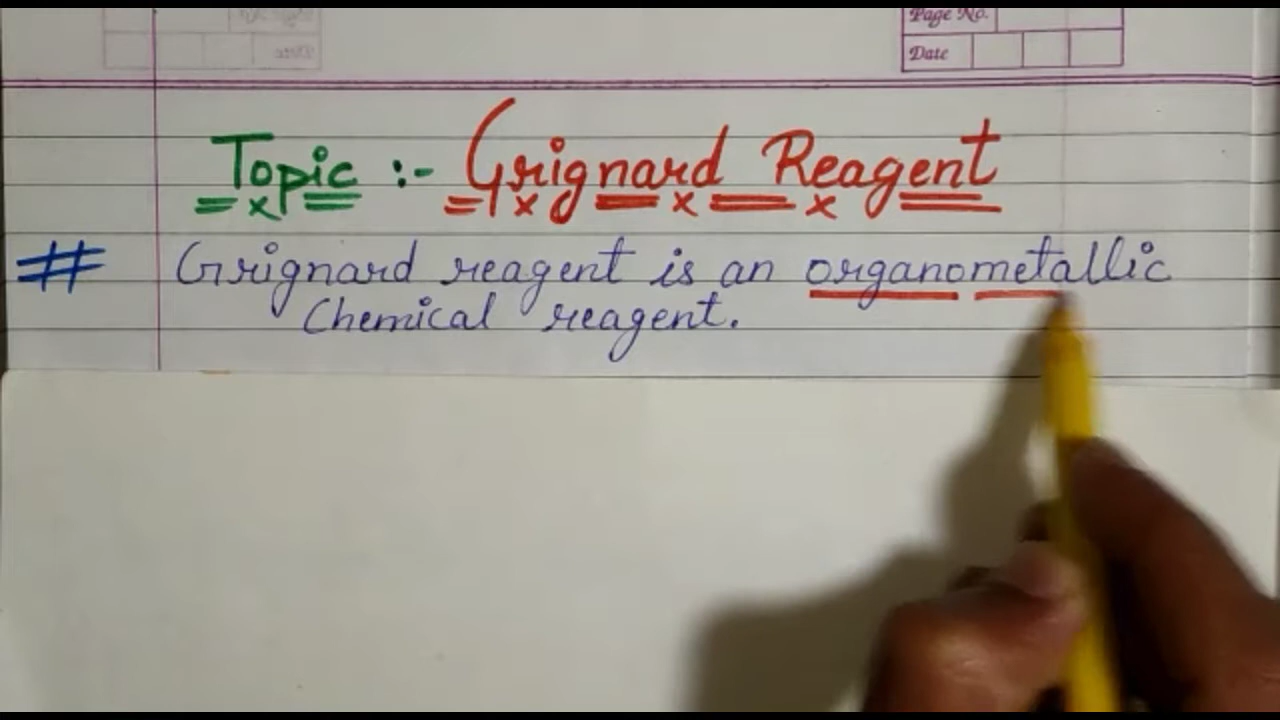 Page No.
Date
Topic :- Grignard Reagent
# Grignard reagent is an organometallic
Chemical reagent.